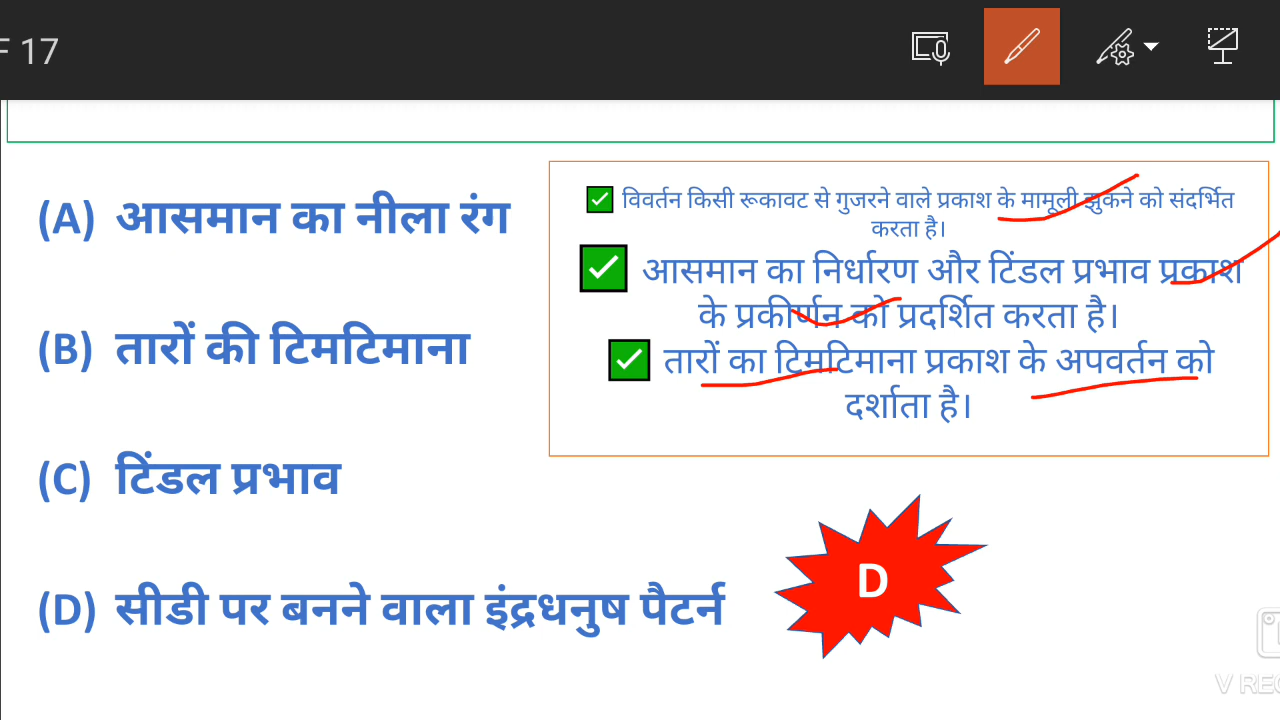 F 17
(A) आसमान का नीला रंग
(B) तारों की टिमटिमाना
(C) टिंडल प्रभाव
(D) सीडी पर बनने वाला इंद्रधनुष पैटर्न
विवर्तन किसी रूकावट से गुजरने वाले प्रकाश के मामूली झुकने को संदर्भित
करता है।
आसमान का निर्धारण और टिंडल प्रभाव प्रकाश
के प्रकीर्णन को प्रदर्शित करता है।
तारों का टिमटिमाना प्रकाश के अपवर्तन को
दर्शाता है।
D
V REC